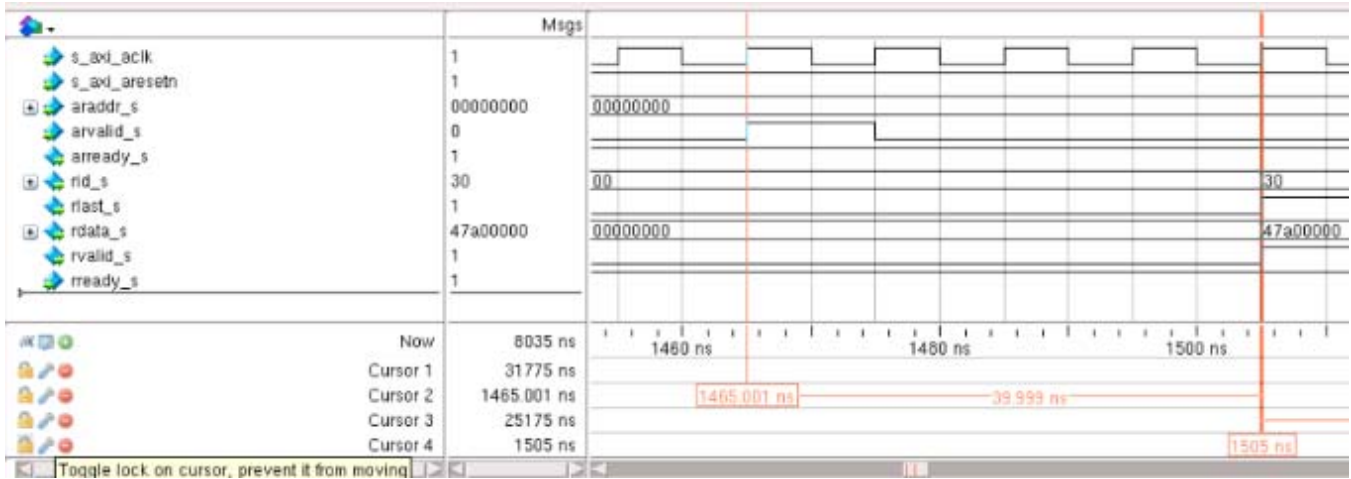 Msgs
s_axi_aclk 1
s_axi_aresetn 1
araddr_s 00000000 00000000
arvalid_s 0
arready_s 1
rid_s 30 00 30
rlast_s 1
rdata_s 47a00000 00000000 47a00000
rvalid_s 1
rready_s 1
Now 8035 ns 1460 ns 1480 ns 1500 ns
Cursor 1 31775 ns
Cursor 2 1465.001 ns 1465.001 ns 39.999 ns
Cursor 3 25175 ns
Cursor 4 1505 ns 1505 ns
Toggle lock on cursor, prevent it from moving